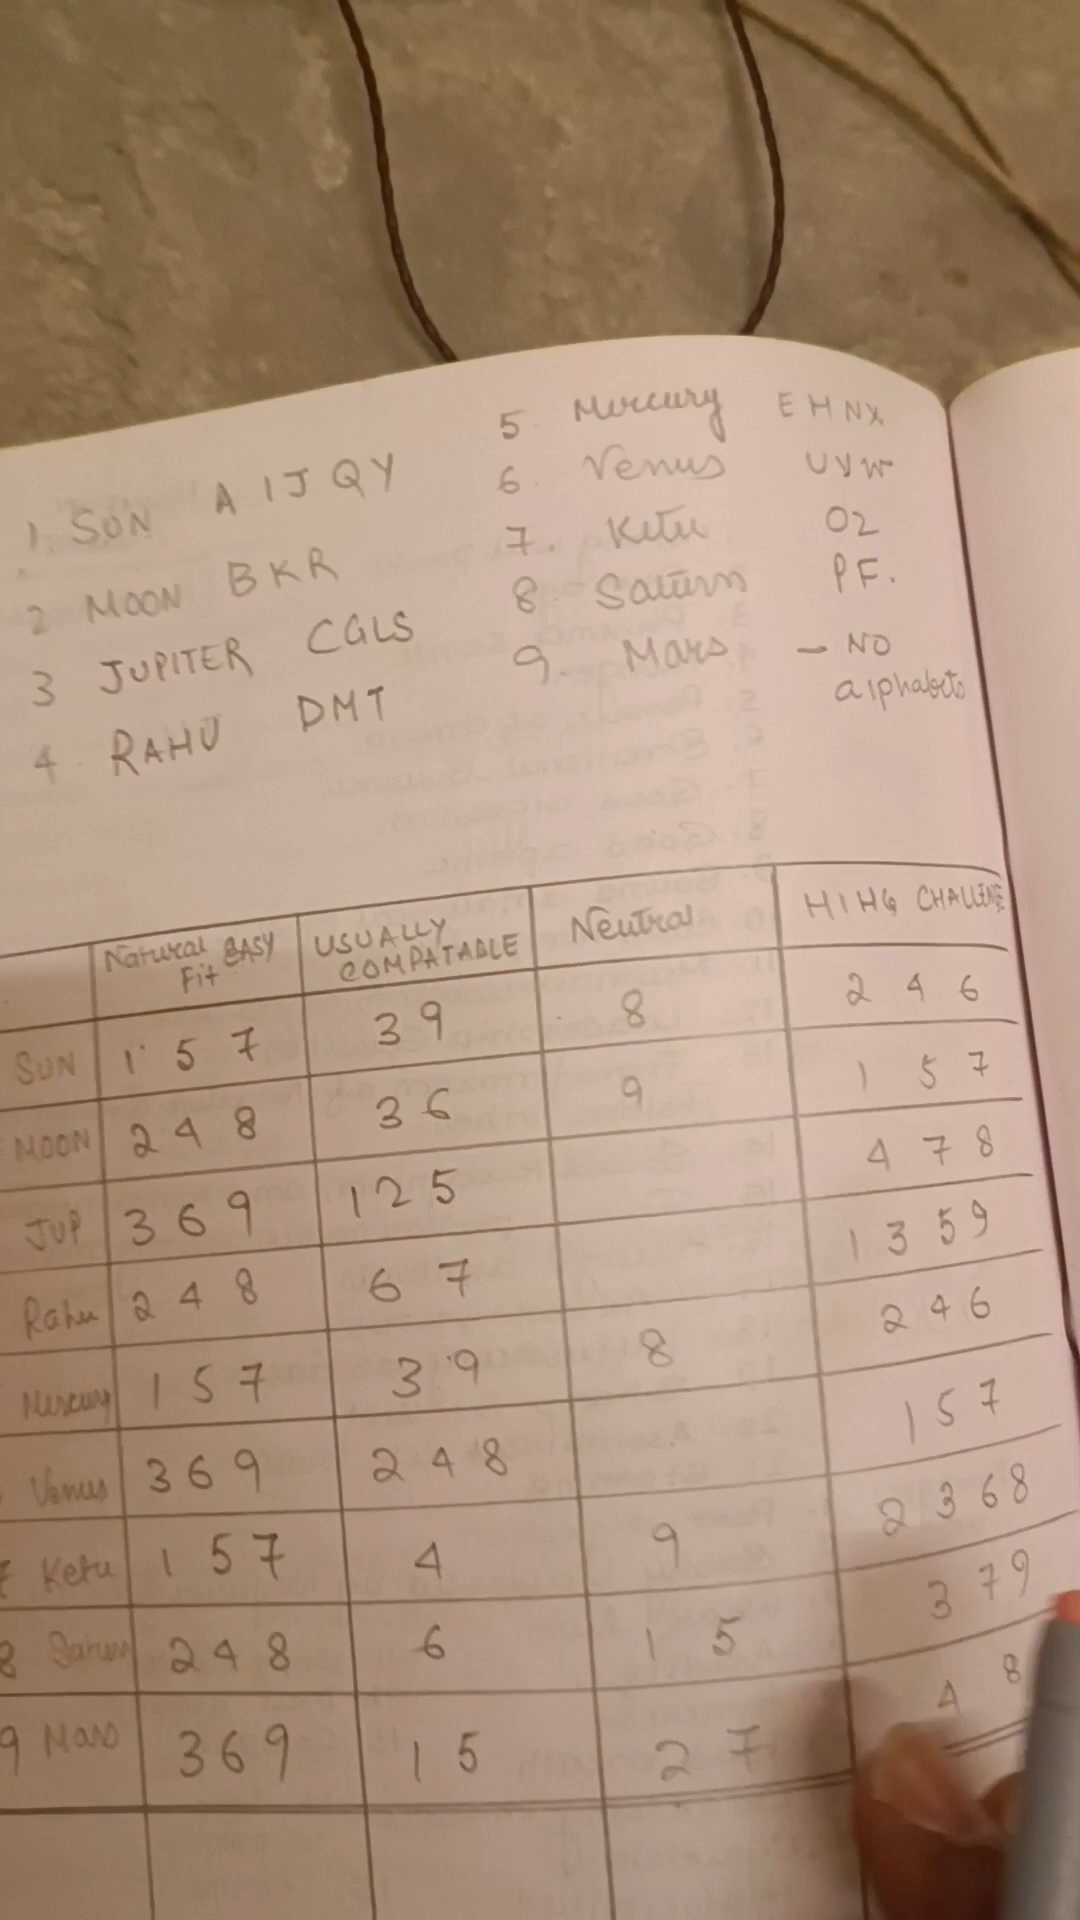 1. SUN A I J Q Y
2 MOON B K R
3 JUPITER C G L S
4 RAHU D M T
5 Mercury E H N X
6. Venus U V W
7. Ketu O Z
8 Saturn P F.
9. Mars - NO
alphabets
Natural EASY Fit USUALLY COMPATABLE Neutral HIHG CHALLENGE
SUN 1 5 7 3 9 8 2 4 6
MOON 2 4 8 3 6 9 1 5 7
JUP 3 6 9 1 2 5 4 7 8
Rahu 2 4 8 6 7 1 3 5 9
Mercury 1 5 7 3 9 8 2 4 6
Venus 3 6 9 2 4 8 1 5 7
7 Ketu 1 5 7 4 9 2 3 6 8
8 Saturn 2 4 8 6 1 5 3 7 9
9 Mars 3 6 9 1 5 2 7 4 8